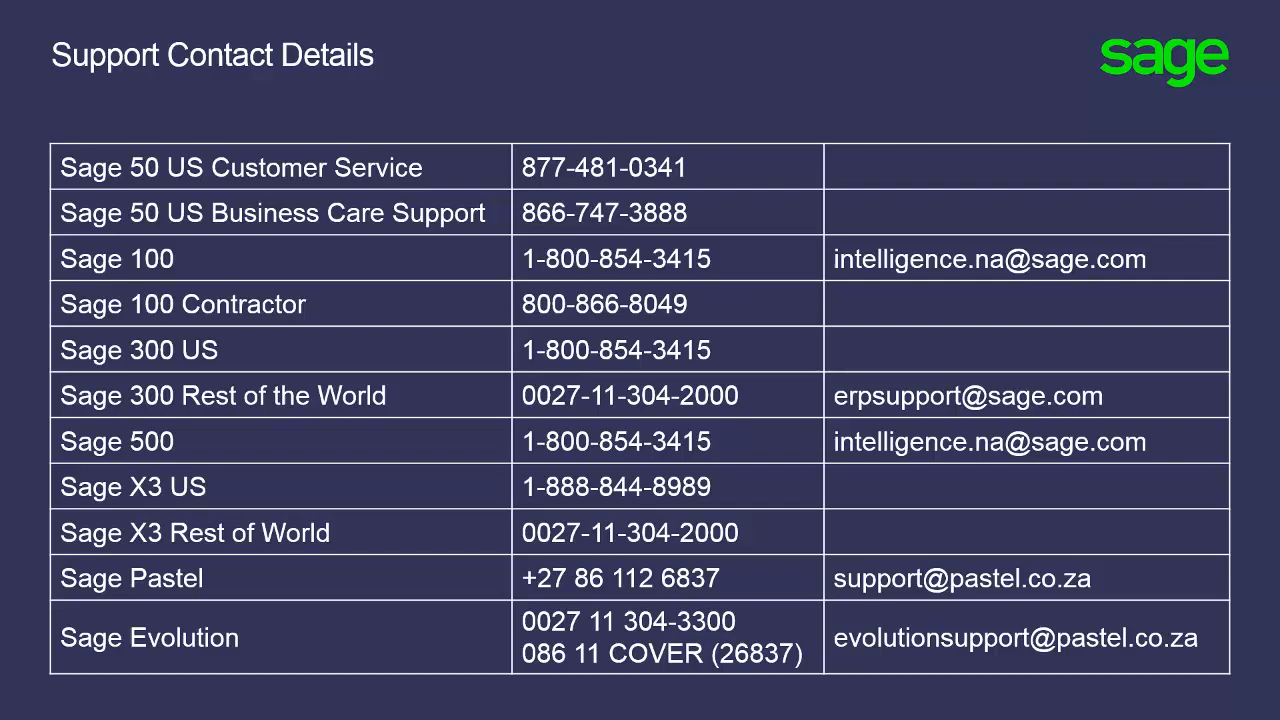 Support Contact Details
sage
Sage 50 US Customer Service 877-481-0341
Sage 50 US Business Care Support 866-747-3888
Sage 100 1-800-854-3415 intelligence.na@sage.com
Sage 100 Contractor 800-866-8049
Sage 300 US 1-800-854-3415
Sage 300 Rest of the World 0027-11-304-2000 erpsupport@sage.com
Sage 500 1-800-854-3415 intelligence.na@sage.com
Sage X3 US 1-888-844-8989
Sage X3 Rest of World 0027-11-304-2000
Sage Pastel +27 86 112 6837 support@pastel.co.za
Sage Evolution 0027 11 304-3300 evolutionsupport@pastel.co.za
086 11 COVER (26837)